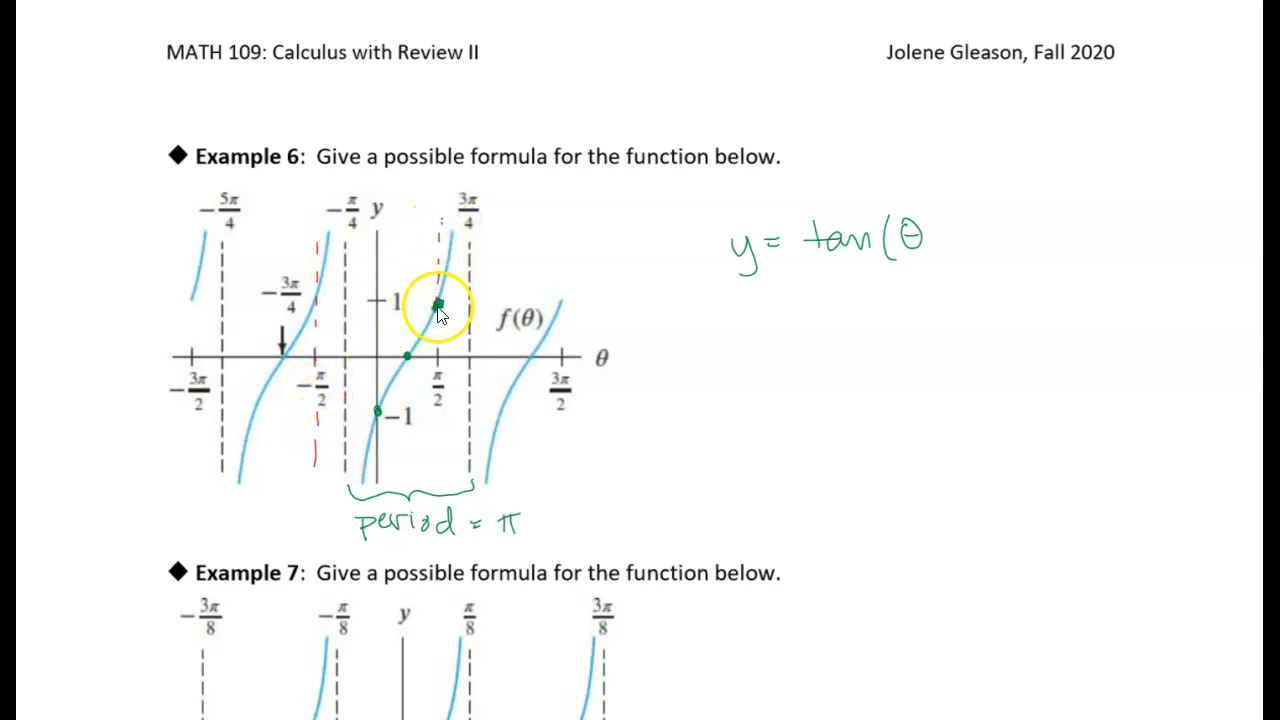 MATH 109: Calculus with Review II
Jolene Gleason, Fall 2020
◆ Example 6: Give a possible formula for the function below.
-5π/4
-π/4
y
3π/4
y = tan(θ
-3π/4
1
f(θ)
θ
-3π/2
-π/2
π/2
3π/2
-1
period = π
◆ Example 7: Give a possible formula for the function below.
-3π/8
-π/8
y
π/8
3π/8